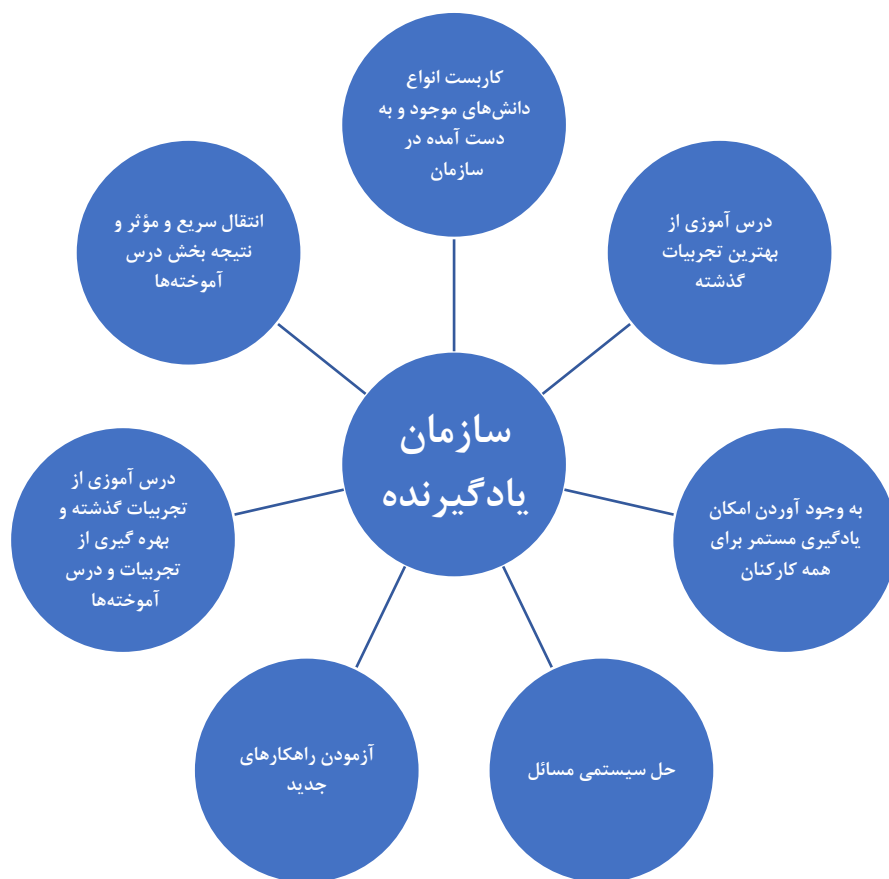 کاربست انواع
دانش‌های موجود و به
دست آمده در
سازمان
درس آموزی از
بهترین تجربیات
گذشته
به وجود آوردن امکان
یادگیری مستمر برای
همه کارکنان
حل سیستمی مسائل
آزمودن راهکارهای
جدید
درس آموزی از
تجربیات گذشته و
بهره گیری از
تجربیات و درس
آموخته‌ها
انتقال سریع و مؤثر و
نتیجه بخش درس
آموخته‌ها
سازمان
یادگیرنده